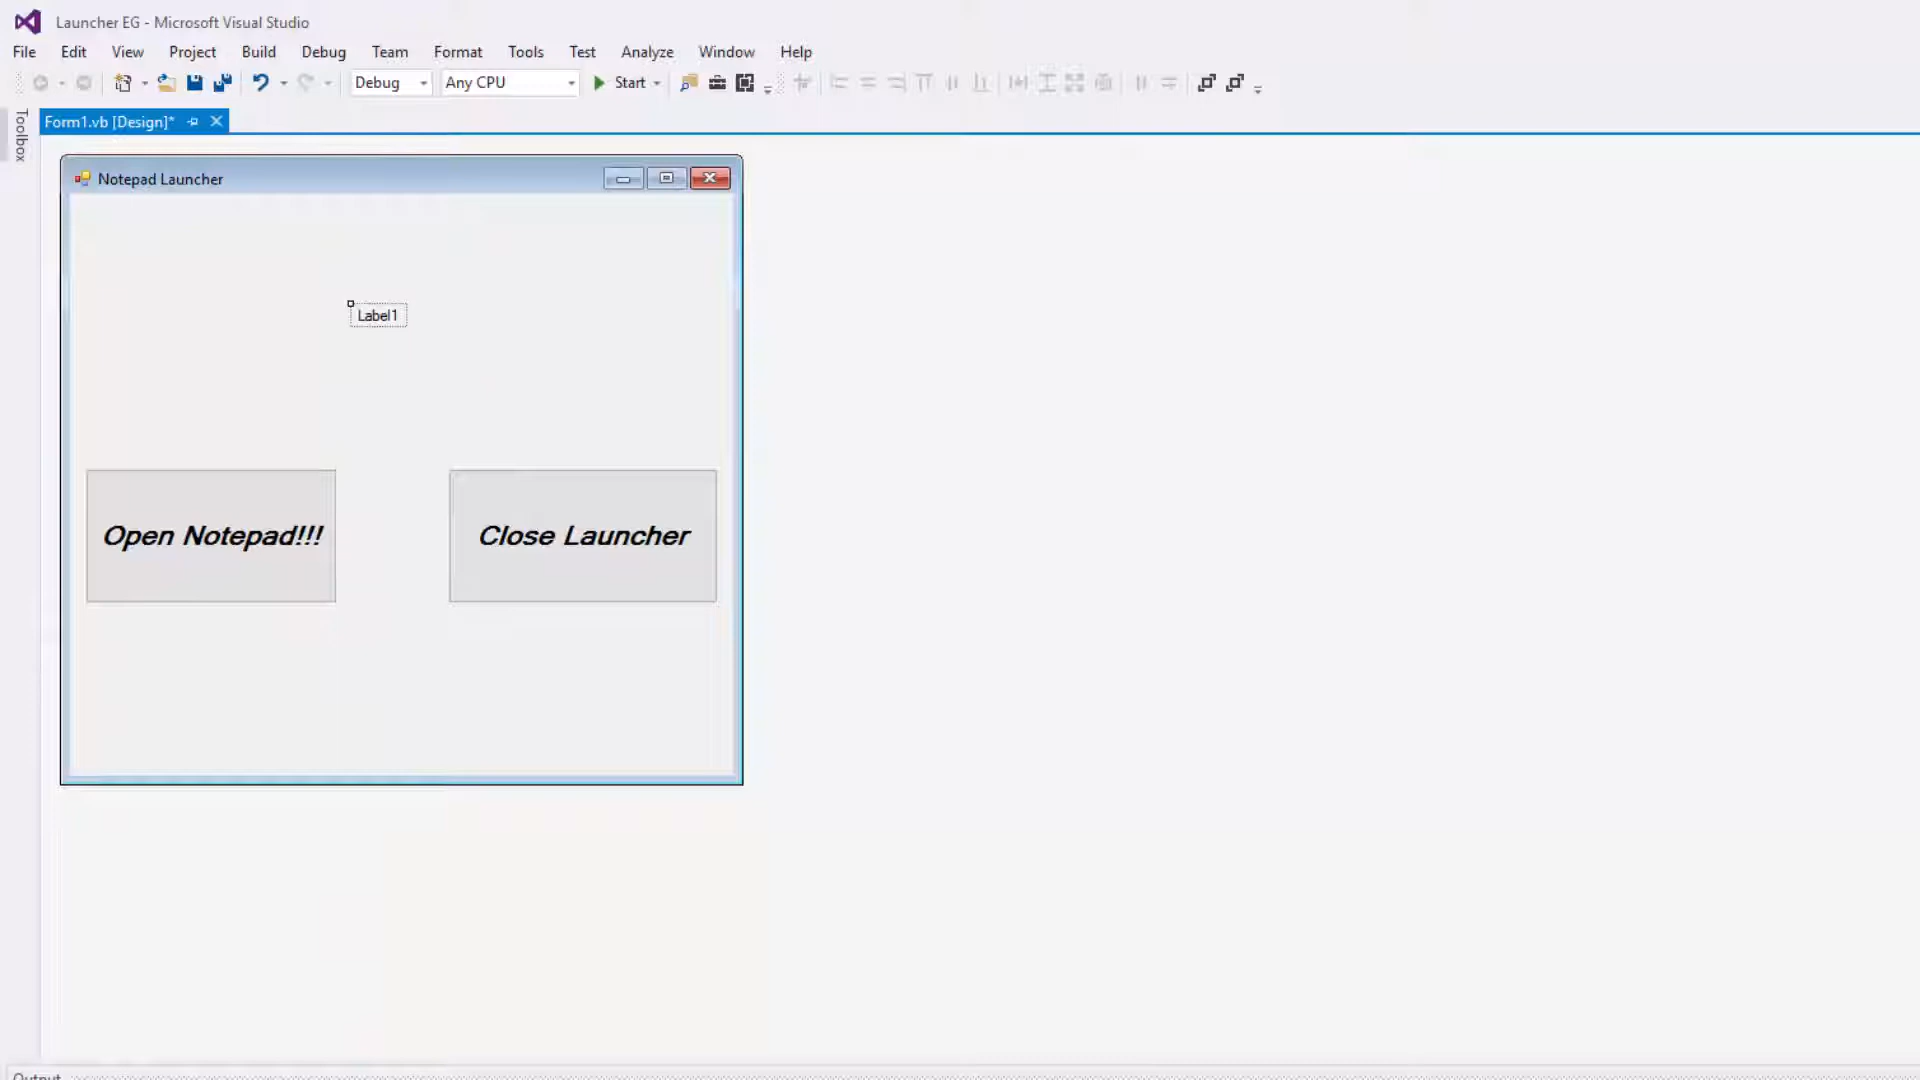 Launcher EG - Microsoft Visual Studio
File Edit View Project Build Debug Team Format Tools Test Analyze Window Help
Debug Any CPU Start
Toolbox
Form1.vb [Design]*
Notepad Launcher
Label1
Open Notepad!!! Close Launcher
Output